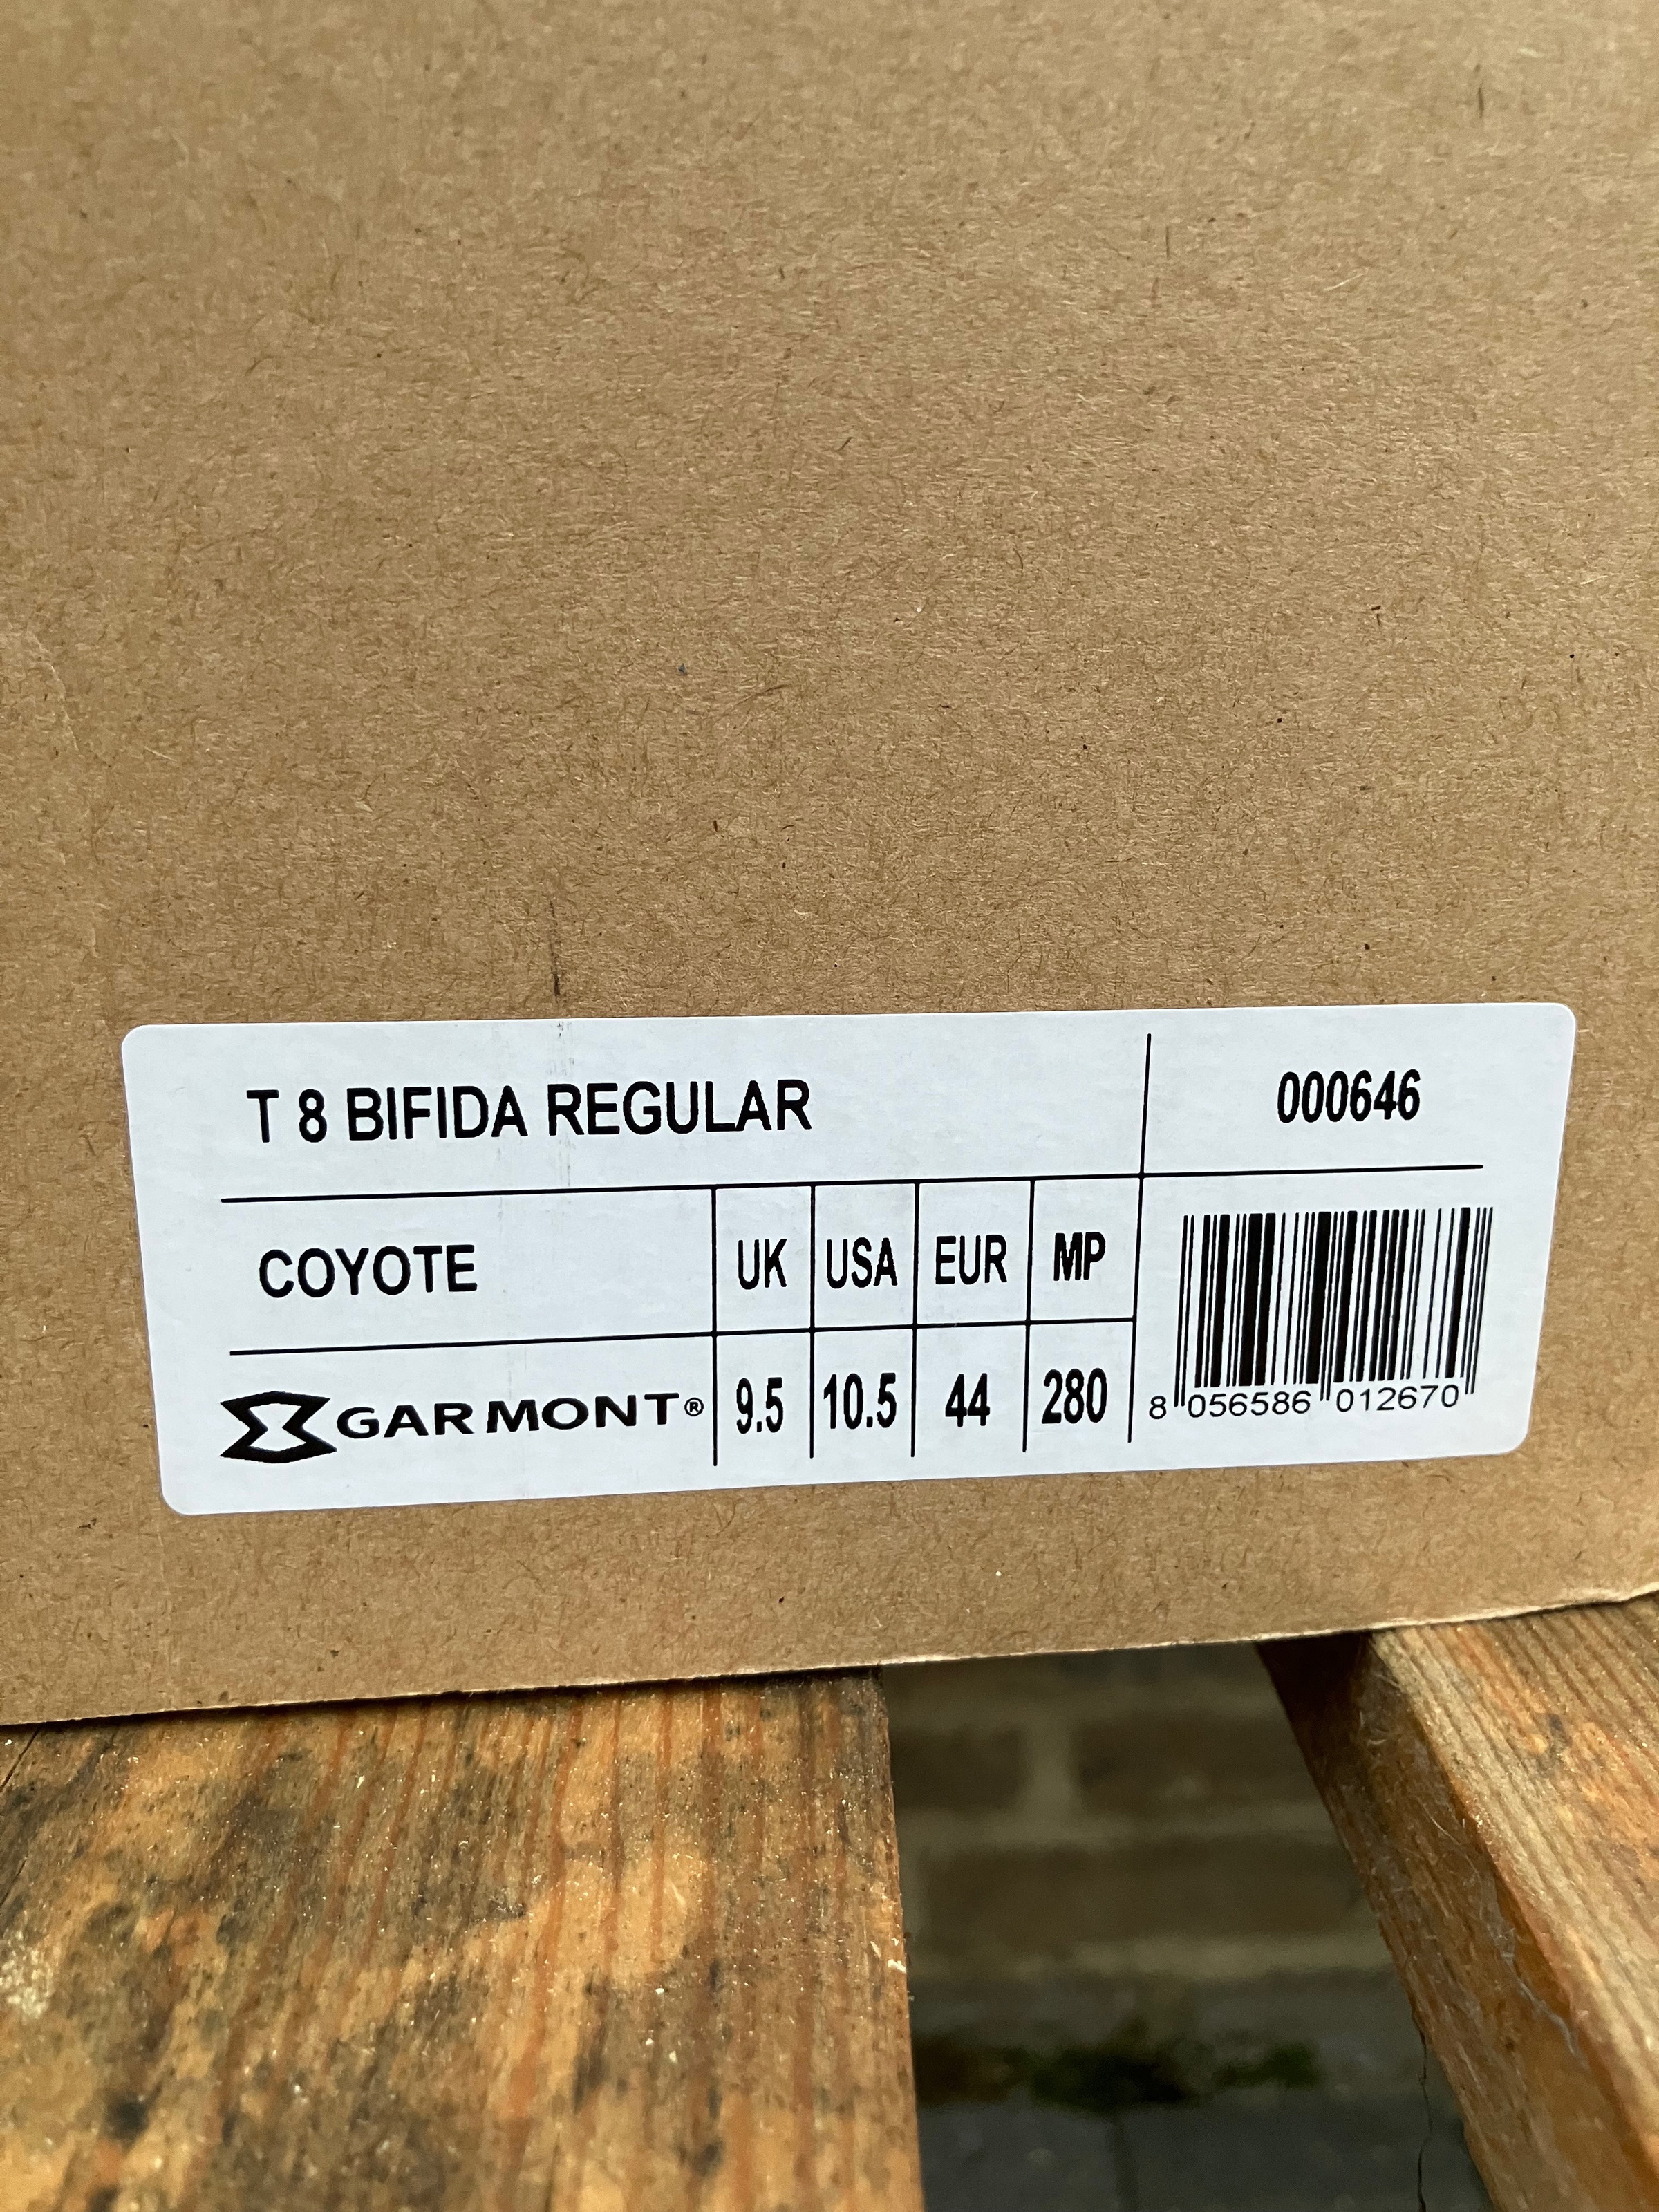 T 8 BIFIDA REGULAR 000646
COYOTE UK USA EUR MP
GARMONT® 9.5 10.5 44 280
8 056586 012670